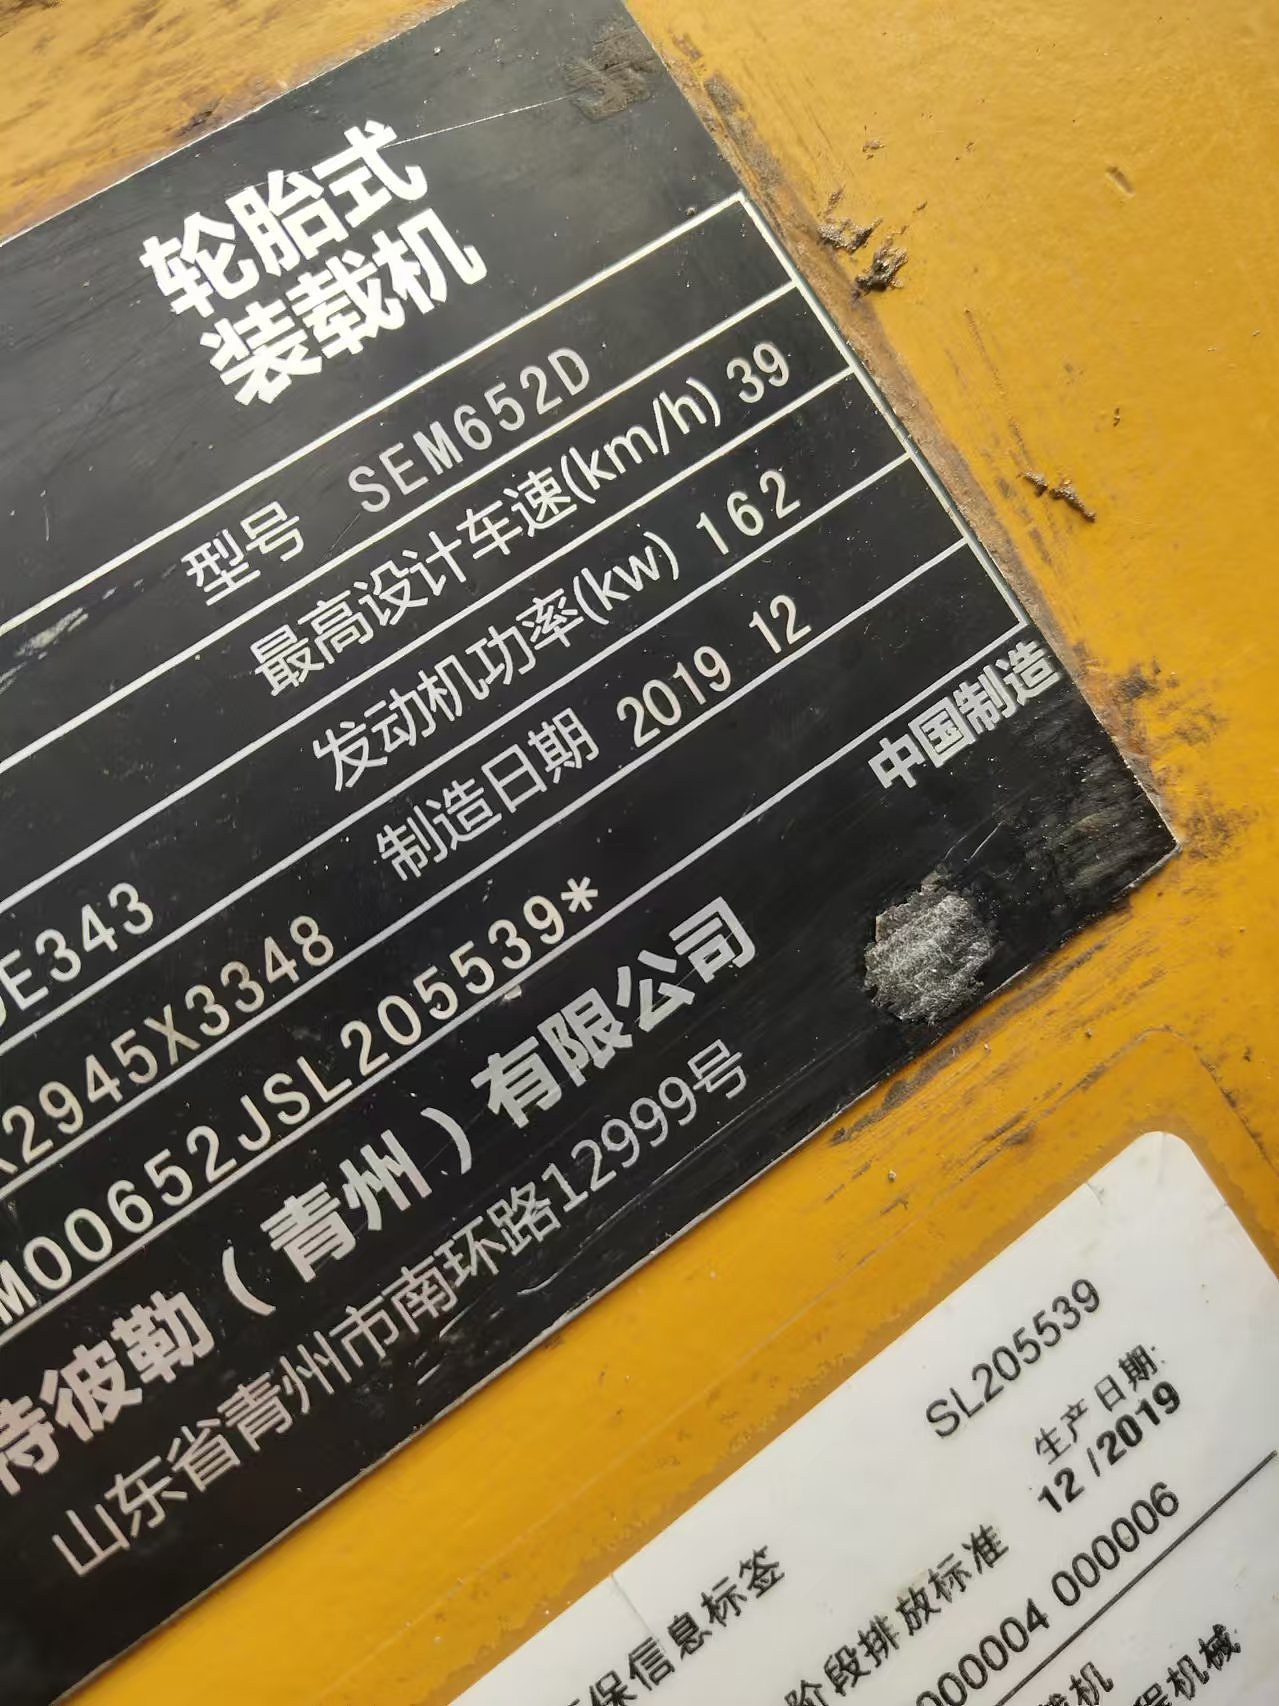 轮胎式
装载机
型号 SEM652D
最高设计车速(km/h) 39
发动机功率(kw) 162
E343 制造日期 2019 12
2945X3348
M00652JSL205539*
特彼勒（青州）有限公司
中国制造
山东省青州市南环路12999号
SL205539
生产日期:
12 /2019
保信息标签
阶段排放标准
000004 000006
机
程机械